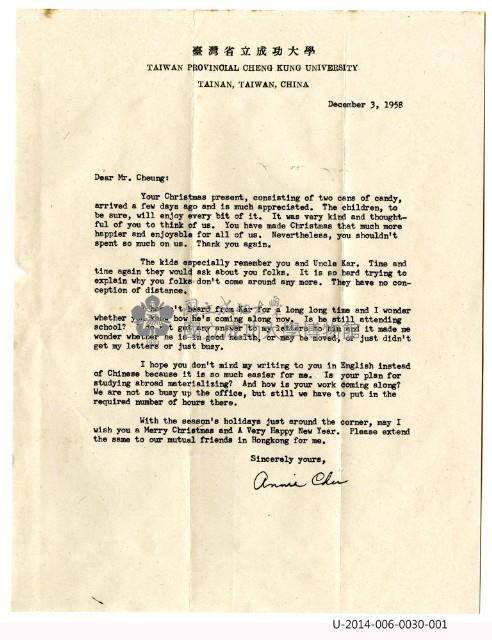 臺灣省立成功大學
TAIWAN PROVINCIAL CHENG KUNG UNIVERSITY
TAINAN, TAIWAN, CHINA
December 3, 1958
Dear Mr. Cheung:
Your Christmas present, consisting of two cans of candy,
arrived a few days ago and is much appreciated. The children, to
be sure, will enjoy every bit of it. It was very kind and thought-
ful of you to think of us. You have made Christmas that much more
happier and enjoyable for all of us. Nevertheless, you shouldn't
spent so much on us. Thank you again.
The kids especially remember you and Uncle Kar. Time and
time again they would ask about you folks. It is so hard trying to
explain why you folks don't come around any more. They have no con-
ception of distance.
heard from Kar for a long long time and I wonder
whether how he's coming along now. Is he still attending
school? it made me
wonder whether he is in good health, or may be moved, or just didn't
get my letters or just busy.
I hope you don't mind my writing to you in English instead
of Chinese because it is so much easier for me. Is your plan for
studying abroad materializing? And how is your work coming along?
We are not so busy up the office, but still we have to put in the
required number of hours there.
With the season's holidays just around the corner, may I
wish you a Merry Christmas and A Very Happy New Year. Please extend
the same to our mutual friends in Hongkong for me.
Sincerely yours,
Annie Chu
U-2014-006-0030-001